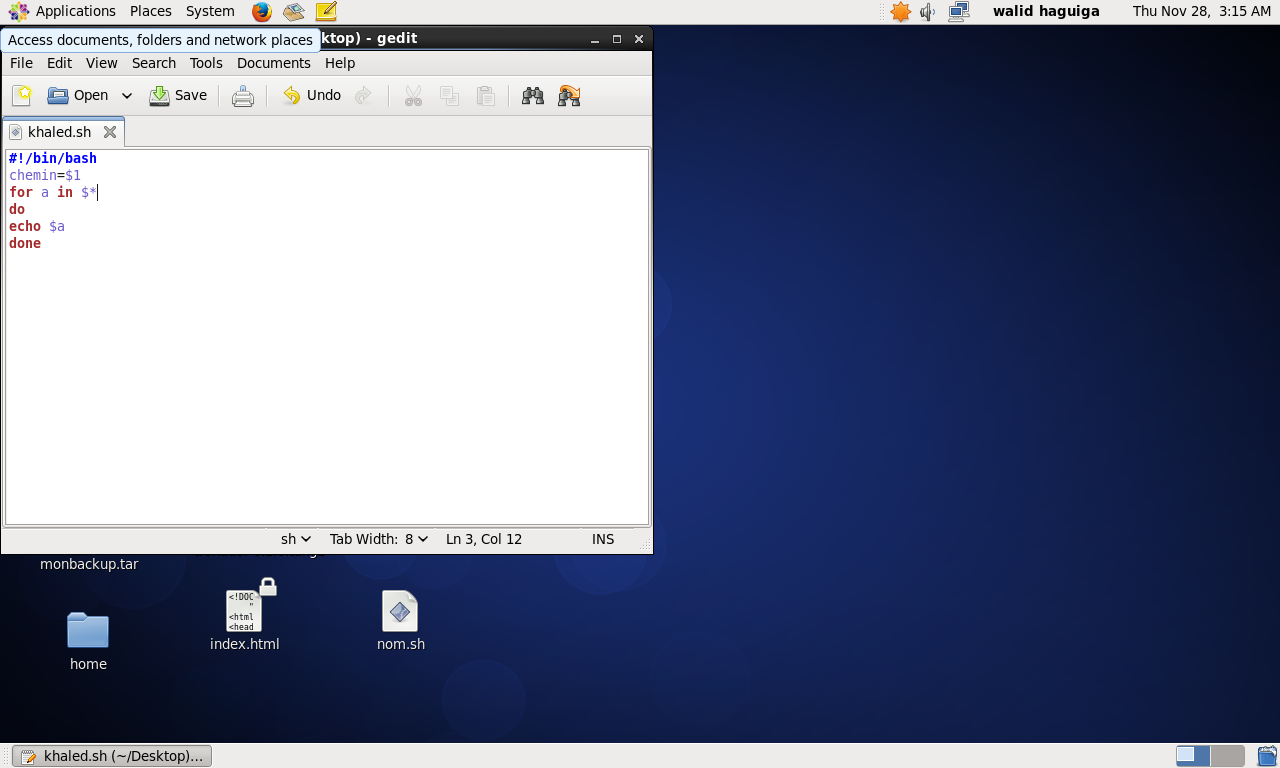 Applications Places System walid haguiga Thu Nov 28, 3:15 AM
Access documents, folders and network places
ktop) - gedit
File Edit View Search Tools Documents Help
Open Save Undo
khaled.sh
#!/bin/bash
chemin=$1
for a in $*
do
echo $a
done
sh Tab Width: 8 Ln 3, Col 12 INS
monbackup.tar
<!DOC
"
<html
<head
home
index.html
nom.sh
khaled.sh (~/Desktop)...